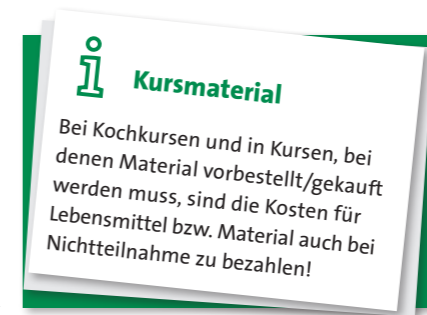 Kursmaterial
Bei Kochkursen und in Kursen, bei
denen Material vorbestellt/gekauft
werden muss, sind die Kosten für
Lebensmittel bzw. Material auch bei
Nichtteilnahme zu bezahlen!